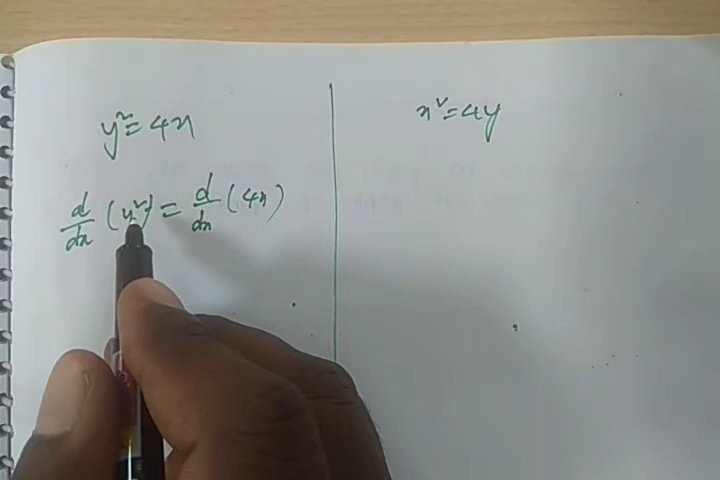 y² = 4x
d/dx (y²) = d/dx (4x)
x² = 4y